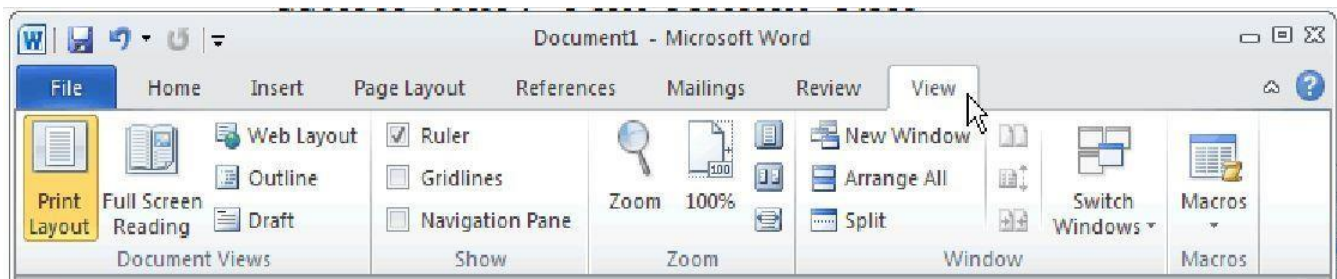 W
Document1 - Microsoft Word
File Home Insert Page Layout References Mailings Review View ?
Print Layout
Full Screen Reading
Web Layout
Outline
Draft
Document Views
Ruler
Gridlines
Navigation Pane
Show
Zoom
100
100%
Zoom
New Window
Arrange All
Split
Switch Windows
Window
Macros
Macros